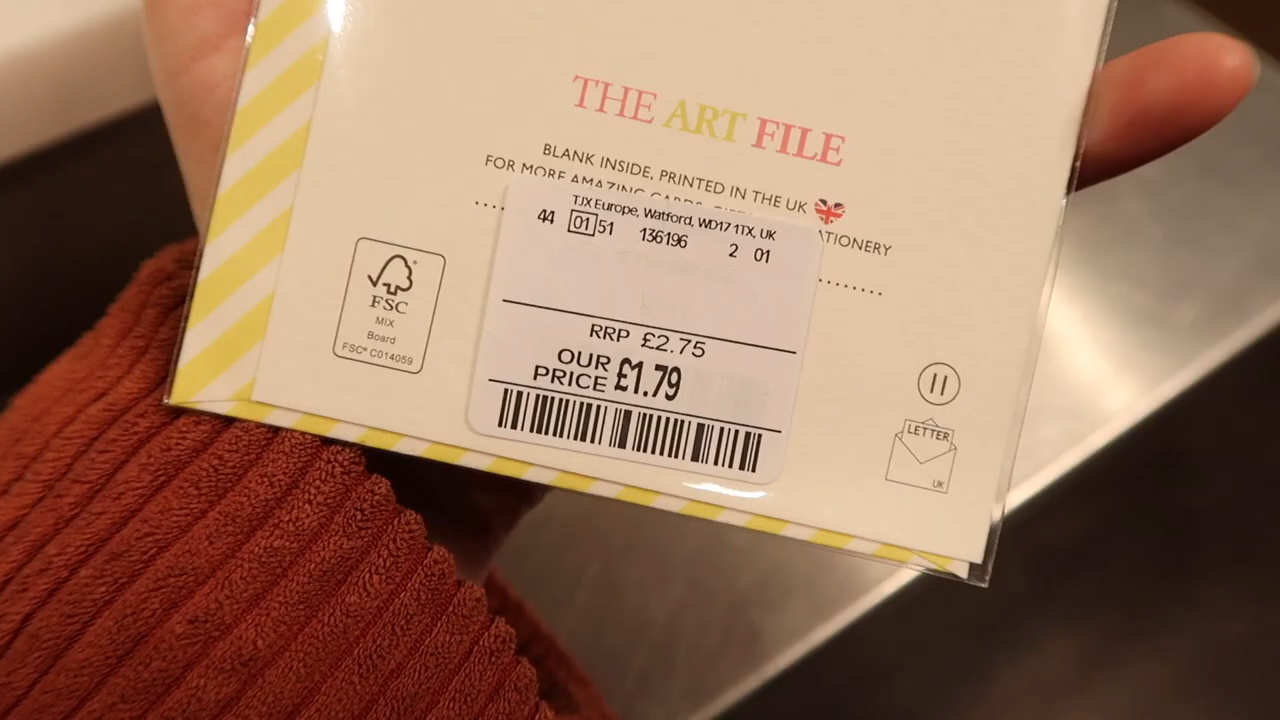 THE ART FILE
BLANK INSIDE, PRINTED IN THE UK
FOR MORE AMAZING CARDS,
TJX Europe, Watford, WD17 1TX, UK
44 01 51 136196 2 01
RRP £2.75
OUR PRICE £1.79
FSC
MIX
Board
FSC® C014059
LETTER
UK